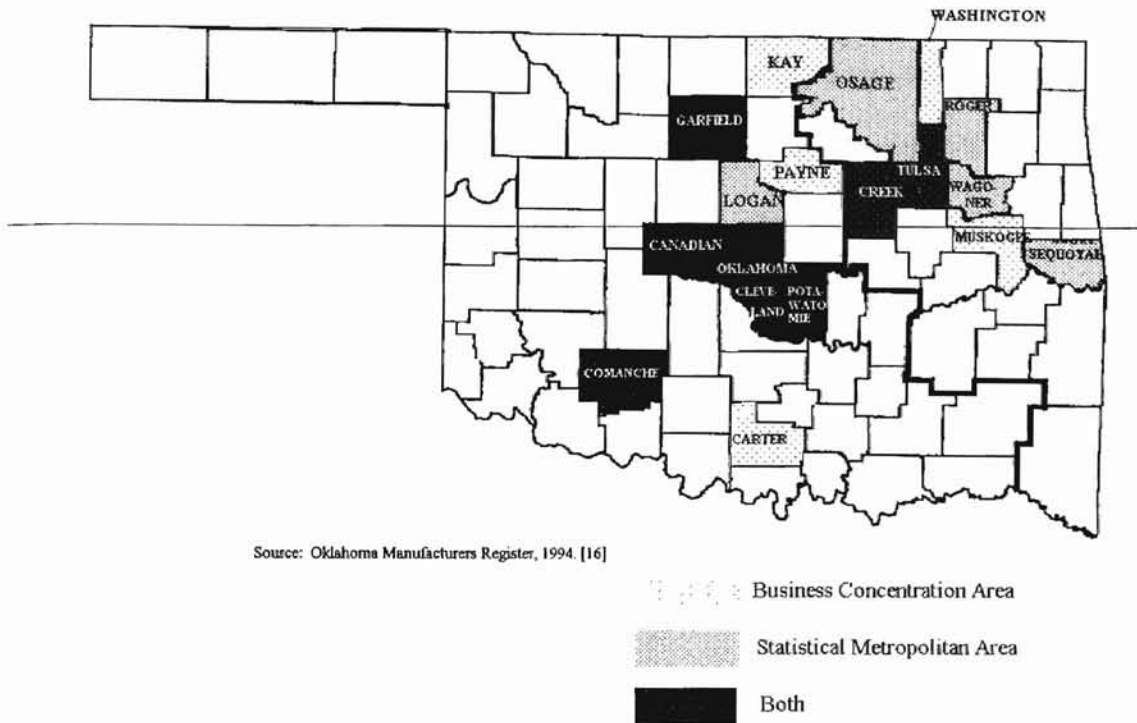 WASHINGTON
KAY
OSAGE
ROGER
GARFIELD
PAYNE
TULSA
CREEK
WAGO-
NER
LOGAN
MUSKOGEE
SEQUOYAH
CANADIAN
OKLAHOMA
CLEVE-
LAND
POTA-
WATO
MIE
COMANCHE
CARTER
Source: Oklahoma Manufacturers Register, 1994. [16]
Business Concentration Area
Statistical Metropolitan Area
Both